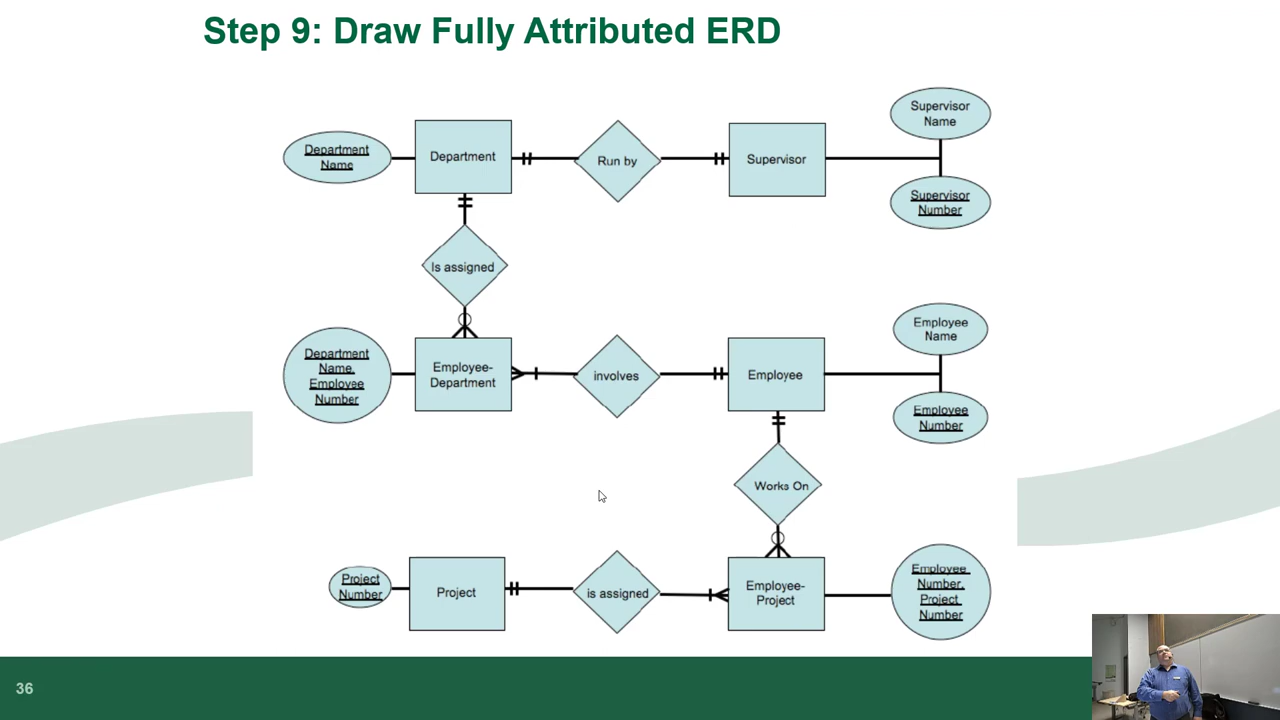 Step 9: Draw Fully Attributed ERD
Department
Name
Department
Run by
Supervisor
Supervisor
Name
Supervisor
Number
Is assigned
Department
Name,
Employee
Number
Employee-
Department
involves
Employee
Employee
Name
Employee
Number
Works On
Project
Number
Project
is assigned
Employee-
Project
Employee
Number,
Project
Number
36